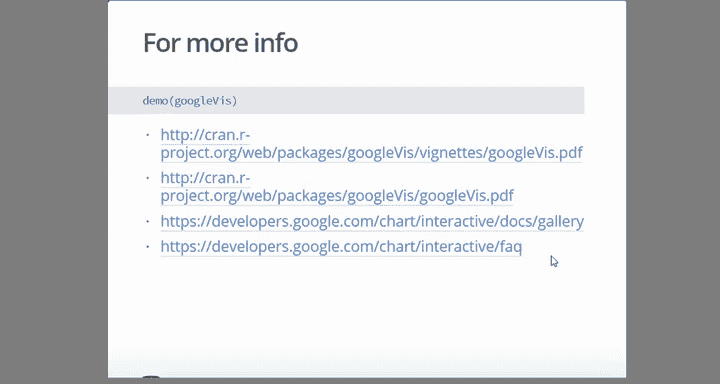 For more info
demo(googleVis)
· http://cran.r-
project.org/web/packages/googleVis/vignettes/googleVis.pdf
· http://cran.r-
project.org/web/packages/googleVis/googleVis.pdf
· https://developers.google.com/chart/interactive/docs/gallery
· https://developers.google.com/chart/interactive/faq